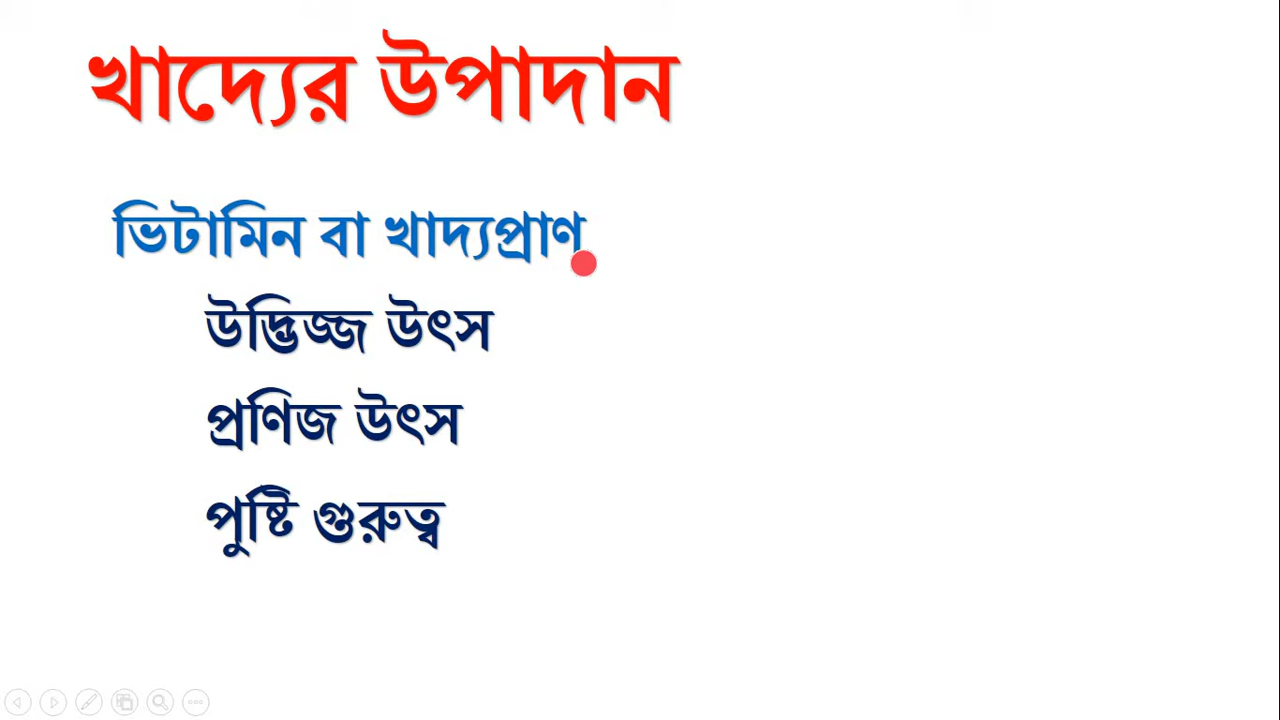 খাদ্যের উপাদান
ভিটামিন বা খাদ্যপ্রাণ
উদ্ভিজ্জ উৎস
প্রণিজ উৎস
পুষ্টি গুরুত্ব